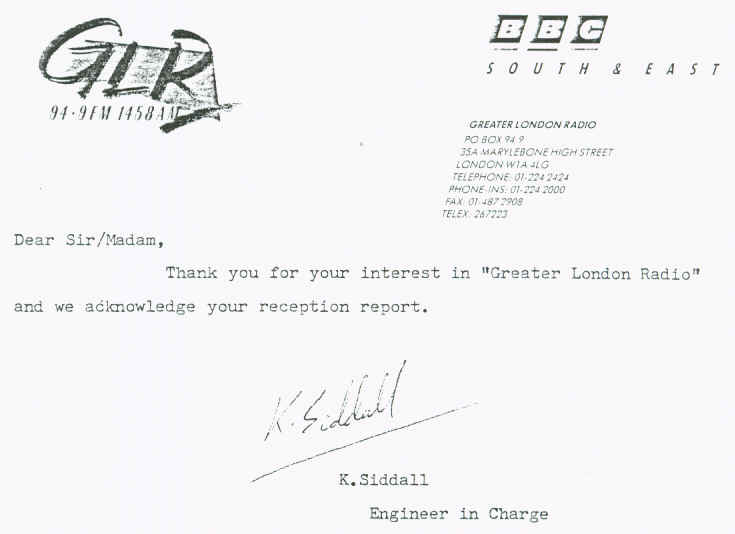 GLR
94·9FM 1458AM
BBC
SOUTH & EAST
GREATER LONDON RADIO
PO BOX 94.9
35A MARYLEBONE HIGH STREET
LONDON W1A 4LG
TELEPHONE: 01-224 2424
PHONE-INS: 01-224 2000
FAX: 01-487 2908
TELEX: 267223
Dear Sir/Madam,
Thank you for your interest in "Greater London Radio"
and we acknowledge your reception report.
K. Siddall
K.Siddall
Engineer in Charge